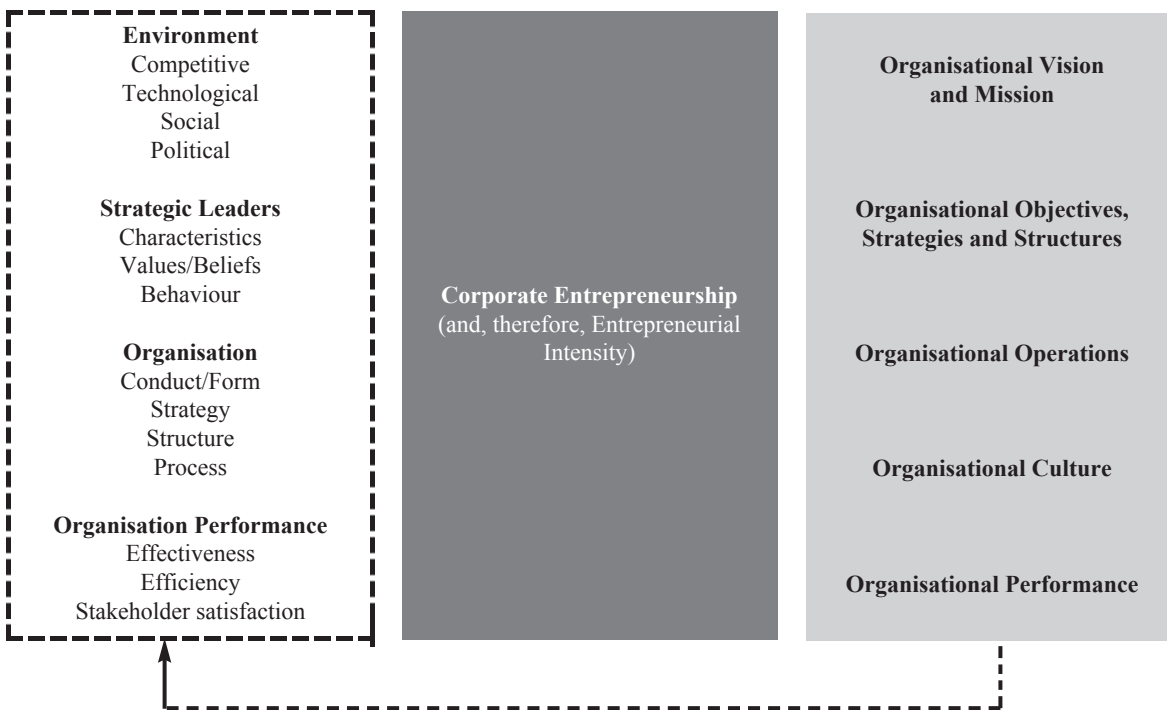 Environment
Competitive
Technological
Social
Political
Strategic Leaders
Characteristics
Values/Beliefs
Behaviour
Organisation
Conduct/Form
Strategy
Structure
Process
Organisation Performance
Effectiveness
Efficiency
Stakeholder satisfaction
Corporate Entrepreneurship
(and, therefore, Entrepreneurial
Intensity)
Organisational Vision
and Mission
Organisational Objectives,
Strategies and Structures
Organisational Operations
Organisational Culture
Organisational Performance